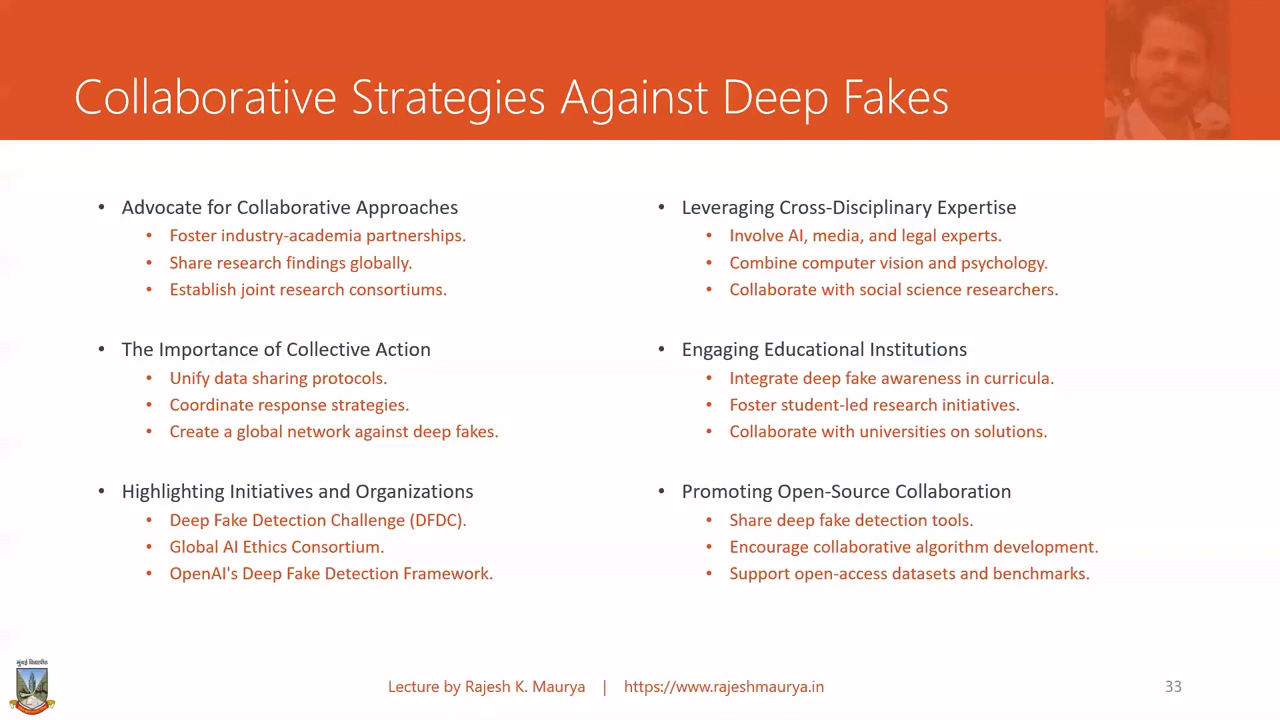 Collaborative Strategies Against Deep Fakes
• Advocate for Collaborative Approaches
• Foster industry-academia partnerships.
• Share research findings globally.
• Establish joint research consortiums.
• The Importance of Collective Action
• Unify data sharing protocols.
• Coordinate response strategies.
• Create a global network against deep fakes.
• Highlighting Initiatives and Organizations
• Deep Fake Detection Challenge (DFDC).
• Global AI Ethics Consortium.
• OpenAI's Deep Fake Detection Framework.
• Leveraging Cross-Disciplinary Expertise
• Involve AI, media, and legal experts.
• Combine computer vision and psychology.
• Collaborate with social science researchers.
• Engaging Educational Institutions
• Integrate deep fake awareness in curricula.
• Foster student-led research initiatives.
• Collaborate with universities on solutions.
• Promoting Open-Source Collaboration
• Share deep fake detection tools.
• Encourage collaborative algorithm development.
• Support open-access datasets and benchmarks.
मुंबई विद्यापीठ
Lecture by Rajesh K. Maurya | https://www.rajeshmaurya.in
33